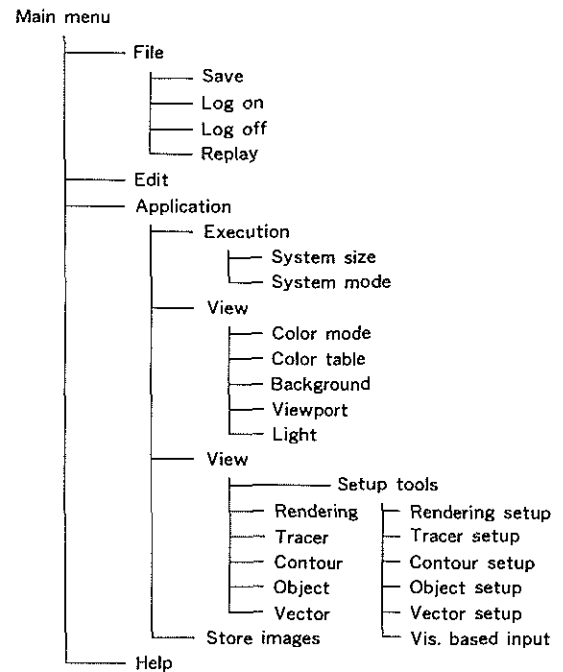 Main menu
File
Save
Log on
Log off
Replay
Edit
Application
Execution
System size
System mode
View
Color mode
Color table
Background
Viewport
Light
View
Setup tools
Rendering Rendering setup
Tracer Tracer setup
Contour Contour setup
Object Object setup
Vector Vector setup
Store images Vis. based input
Help